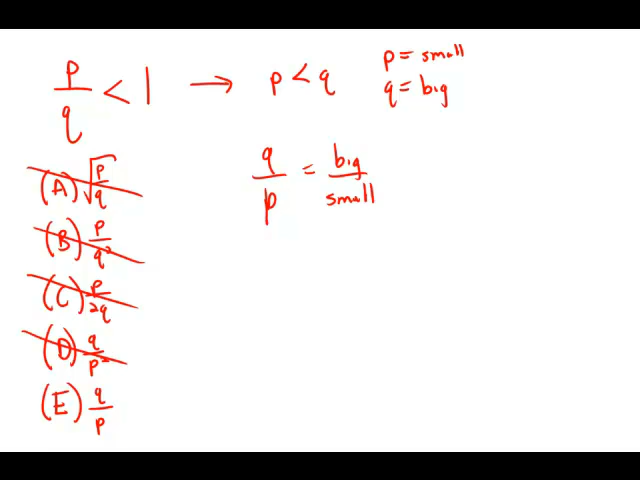 p/q < 1 → p < q
p = small
q = big
(A) √(p/q)
(B) p/q²
(C) p/2q
(D) q/p²
(E) q/p
q/p = big/small